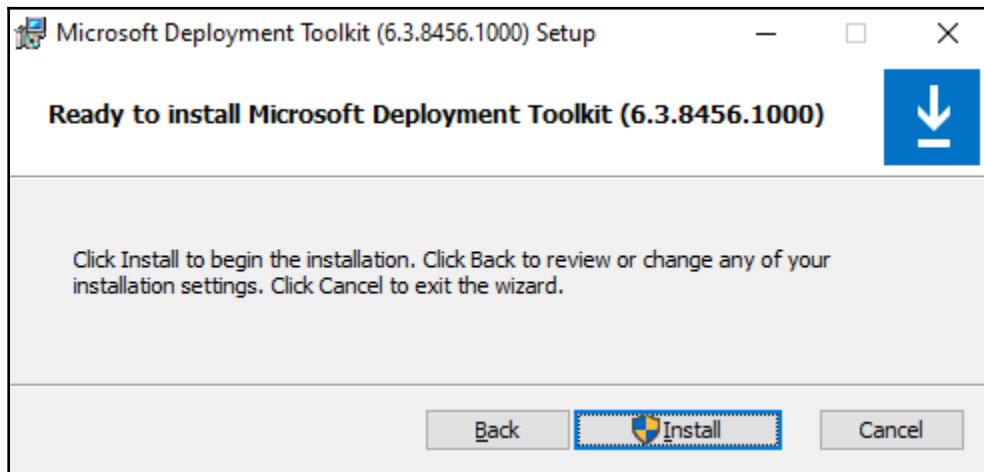 Microsoft Deployment Toolkit (6.3.8456.1000) Setup
Ready to install Microsoft Deployment Toolkit (6.3.8456.1000)
Click Install to begin the installation. Click Back to review or change any of your
installation settings. Click Cancel to exit the wizard.
Back
Install
Cancel